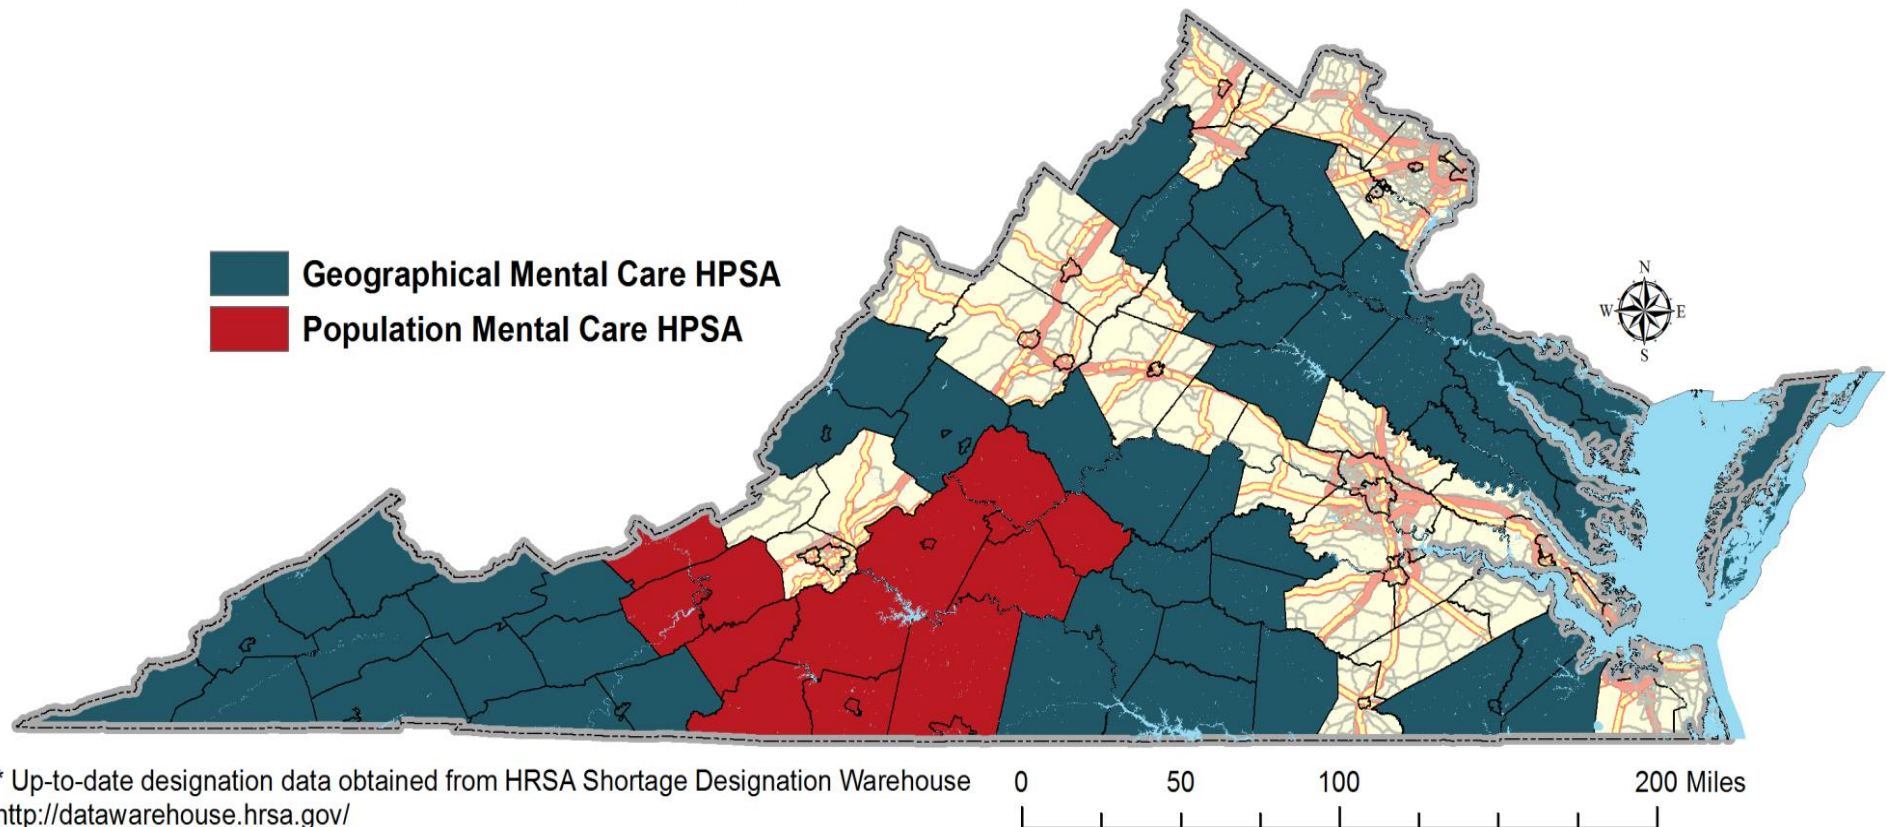 Geographical Mental Care HPSA
Population Mental Care HPSA
N
W E
S
* Up-to-date designation data obtained from HRSA Shortage Designation Warehouse
http://datawarehouse.hrsa.gov/
0 50 100 200 Miles